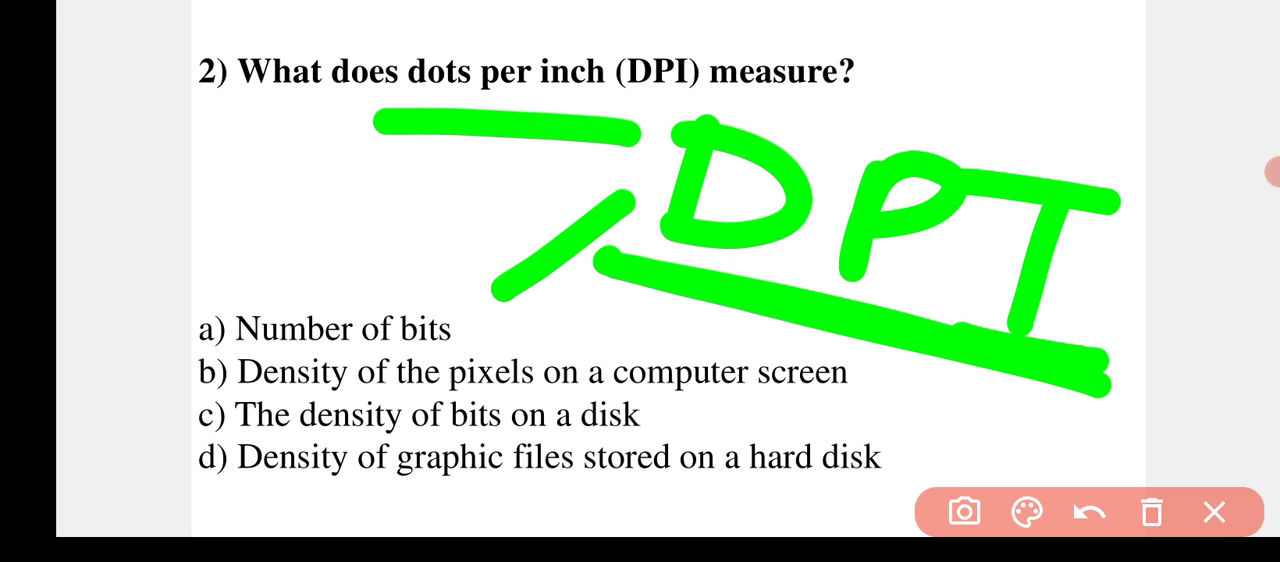 2) What does dots per inch (DPI) measure?
DPI
a) Number of bits
b) Density of the pixels on a computer screen
c) The density of bits on a disk
d) Density of graphic files stored on a hard disk